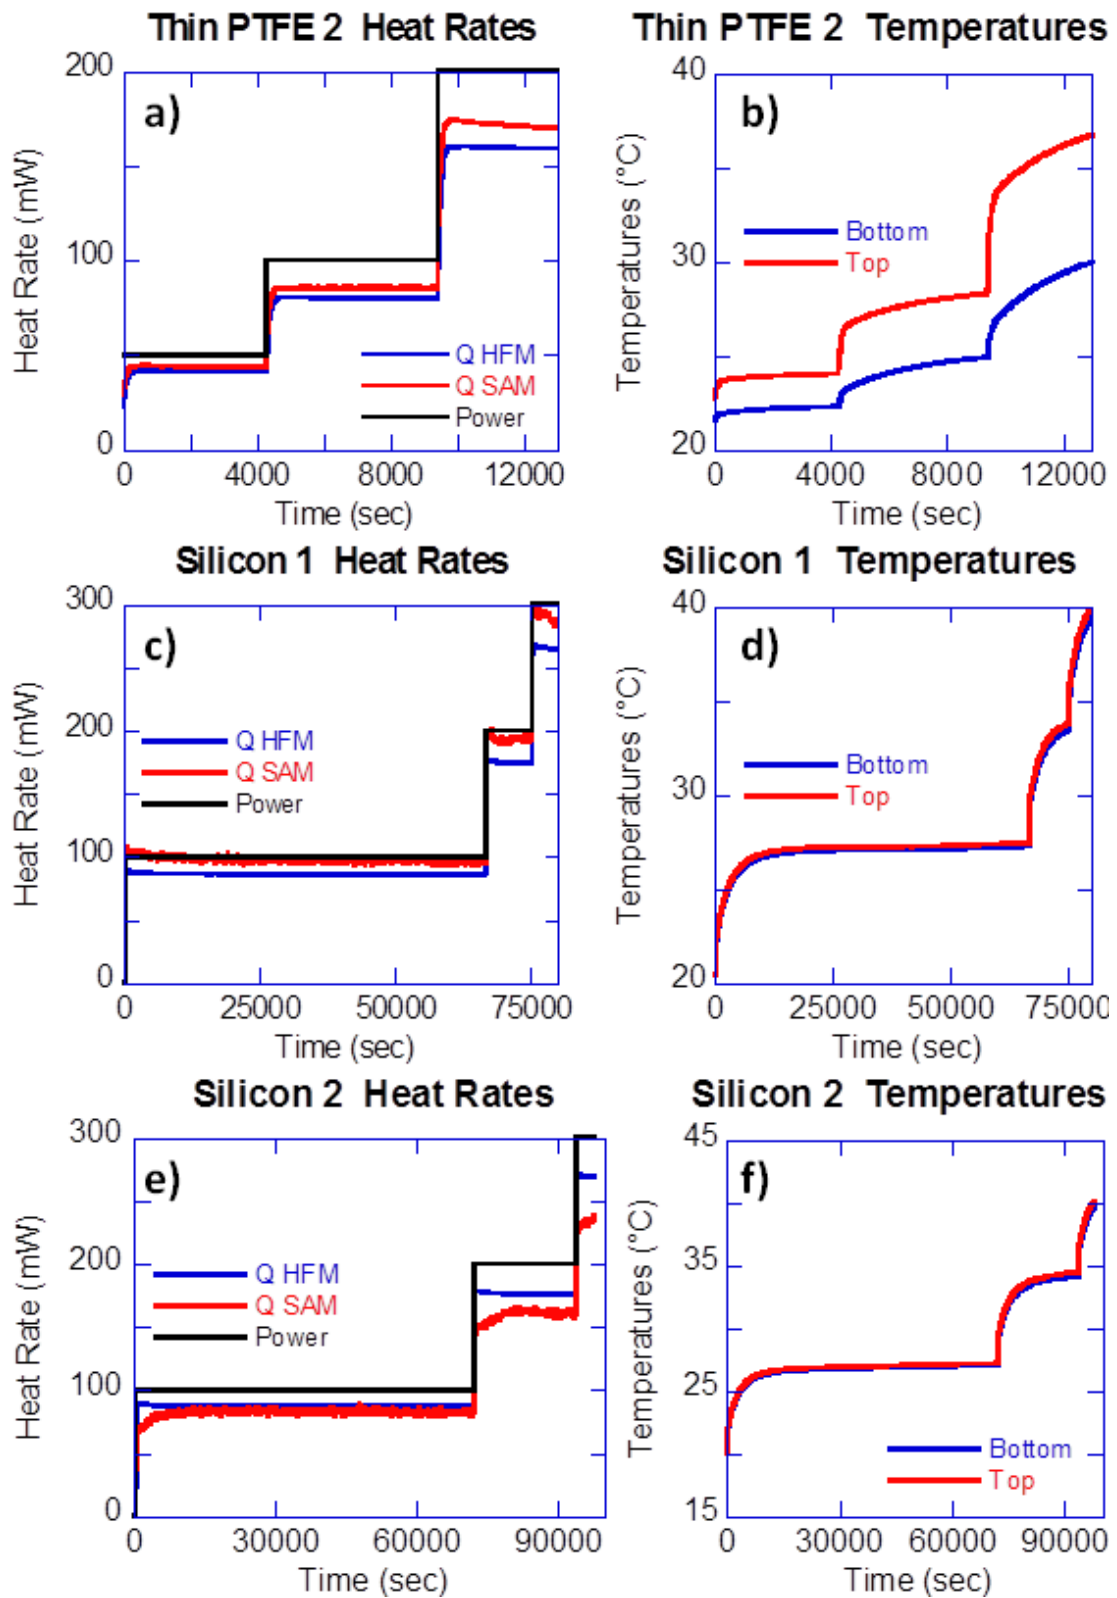 Thin PTFE 2 Heat Rates
a)
200
100
0
Heat Rate (mW)
Q HFM
Q SAM
Power
0 4000 8000 12000
Time (sec)
Thin PTFE 2 Temperatures
b)
40
30
20
Temperatures (°C)
Bottom
Top
0 4000 8000 12000
Time (sec)
Silicon 1 Heat Rates
c)
300
200
100
0
Heat Rate (mW)
Q HFM
Q SAM
Power
0 25000 50000 75000
Time (sec)
Silicon 1 Temperatures
d)
40
30
20
Temperatures (°C)
Bottom
Top
0 25000 50000 75000
Time (sec)
Silicon 2 Heat Rates
e)
300
200
100
0
Heat Rate (mW)
Q HFM
Q SAM
Power
0 30000 60000 90000
Time (sec)
Silicon 2 Temperatures
f)
45
35
25
15
Temperatures (°C)
Bottom
Top
0 30000 60000 90000
Time (sec)